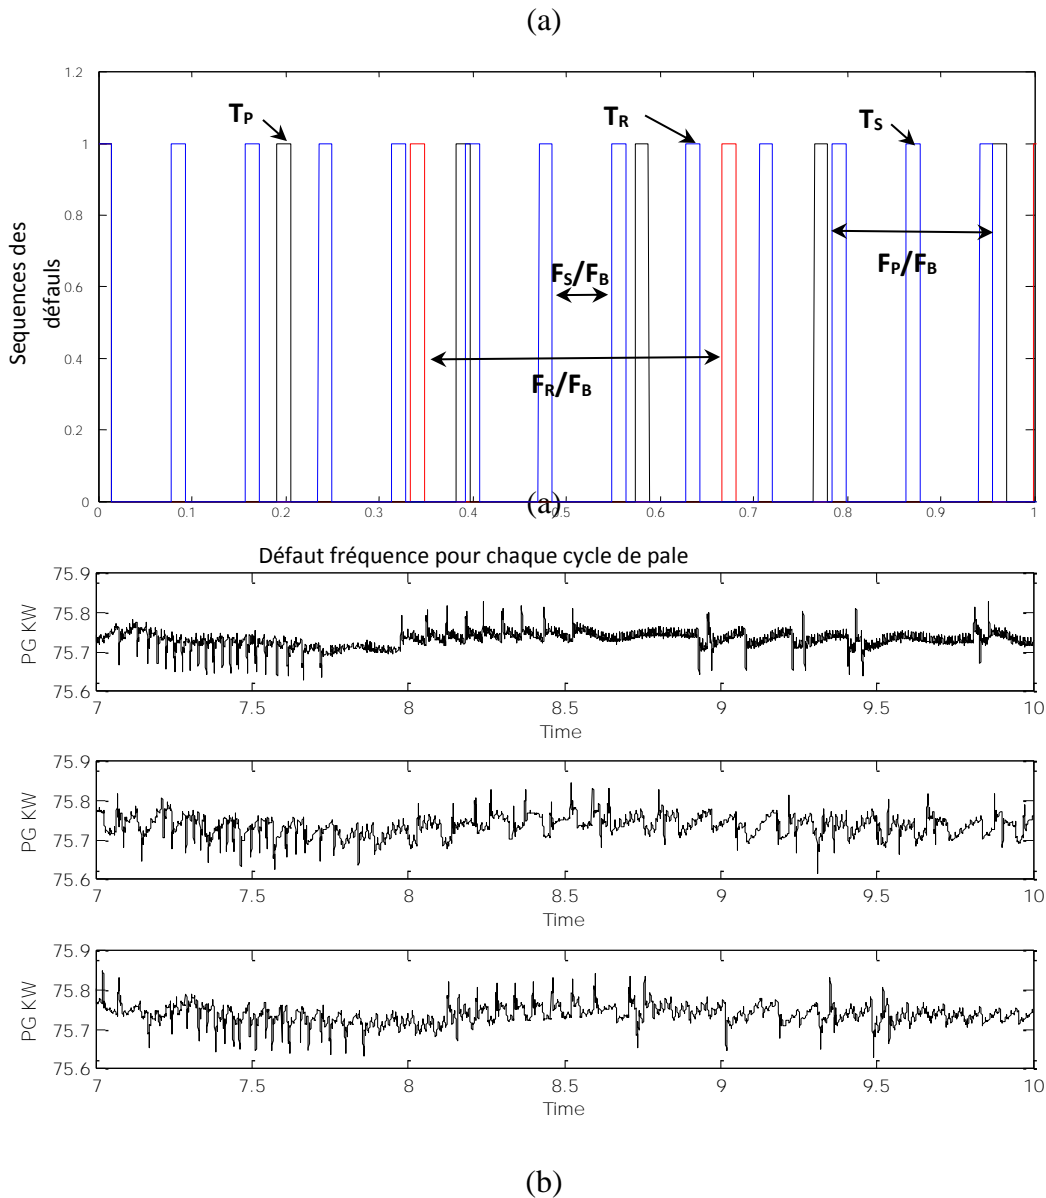 (a)
1.2
1
0.8
0.6
0.4
0.2
0
Sequences des
défauls
T_P
T_R
T_S
F_S/F_B
F_P/F_B
F_R/F_B
(a)
0 0.1 0.2 0.3 0.4 0.5 0.6 0.7 0.8 0.9 1
Défaut fréquence pour chaque cycle de pale
75.9
75.8
75.7
75.6
PG KW
7 7.5 8 8.5 9 9.5 10
Time
75.9
75.8
75.7
75.6
PG KW
7 7.5 8 8.5 9 9.5 10
Time
75.9
75.8
75.7
75.6
PG KW
7 7.5 8 8.5 9 9.5 10
Time
(b)